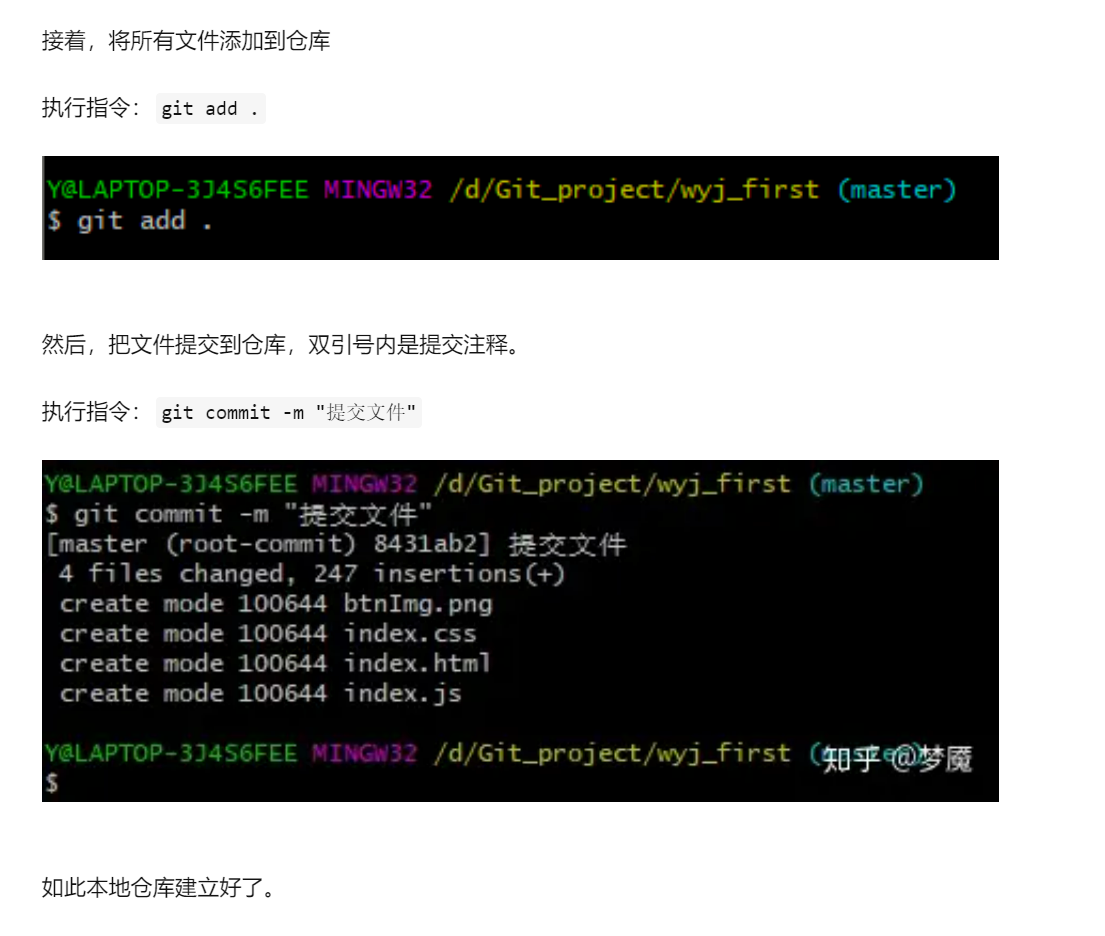 接着，将所有文件添加到仓库
执行指令： git add .
Y@LAPTOP-3J4S6FEE MINGW32 /d/Git_project/wyj_first (master)
$ git add .
然后，把文件提交到仓库，双引号内是提交注释。
执行指令： git commit -m "提交文件"
Y@LAPTOP-3J4S6FEE MINGW32 /d/Git_project/wyj_first (master)
$ git commit -m "提交文件"
[master (root-commit) 8431ab2] 提交文件
 4 files changed, 247 insertions(+)
 create mode 100644 btnImg.png
 create mode 100644 index.css
 create mode 100644 index.html
 create mode 100644 index.js
Y@LAPTOP-3J4S6FEE MINGW32 /d/Git_project/wyj_first (master)
知乎 @梦魇
$
如此本地仓库建立好了。